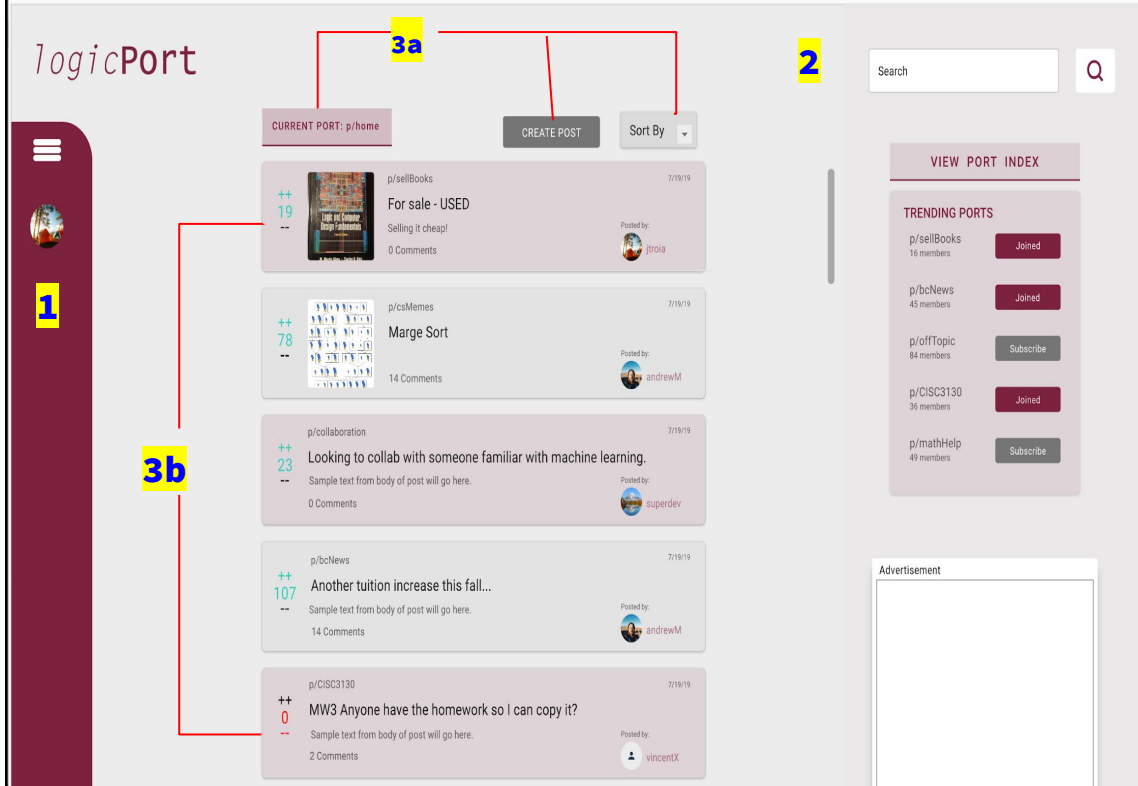 logicPort
3a
2
Search
CURRENT PORT: p/home
CREATE POST
Sort By
VIEW PORT INDEX
1
3b
p/sellBooks
7/19/19
++
19
--
Logic and Computer
Design Fundamentals
For sale - USED
Selling it cheap!
0 Comments
Posted by:
jtroia
p/csMemes
7/19/19
++
78
--
Marge Sort
14 Comments
Posted by:
andrewM
p/collaboration
7/19/19
++
23
--
Looking to collab with someone familiar with machine learning.
Sample text from body of post will go here.
0 Comments
Posted by:
superdev
p/bcNews
7/19/19
++
107
--
Another tuition increase this fall...
Sample text from body of post will go here.
14 Comments
Posted by:
andrewM
p/CISC3130
7/19/19
++
0
--
MW3 Anyone have the homework so I can copy it?
Sample text from body of post will go here.
2 Comments
Posted by:
vincentX
TRENDING PORTS
p/sellBooks
16 members
Joined
p/bcNews
45 members
Joined
p/offTopic
84 members
Subscribe
p/CISC3130
36 members
Joined
p/mathHelp
49 members
Subscribe
Advertisement